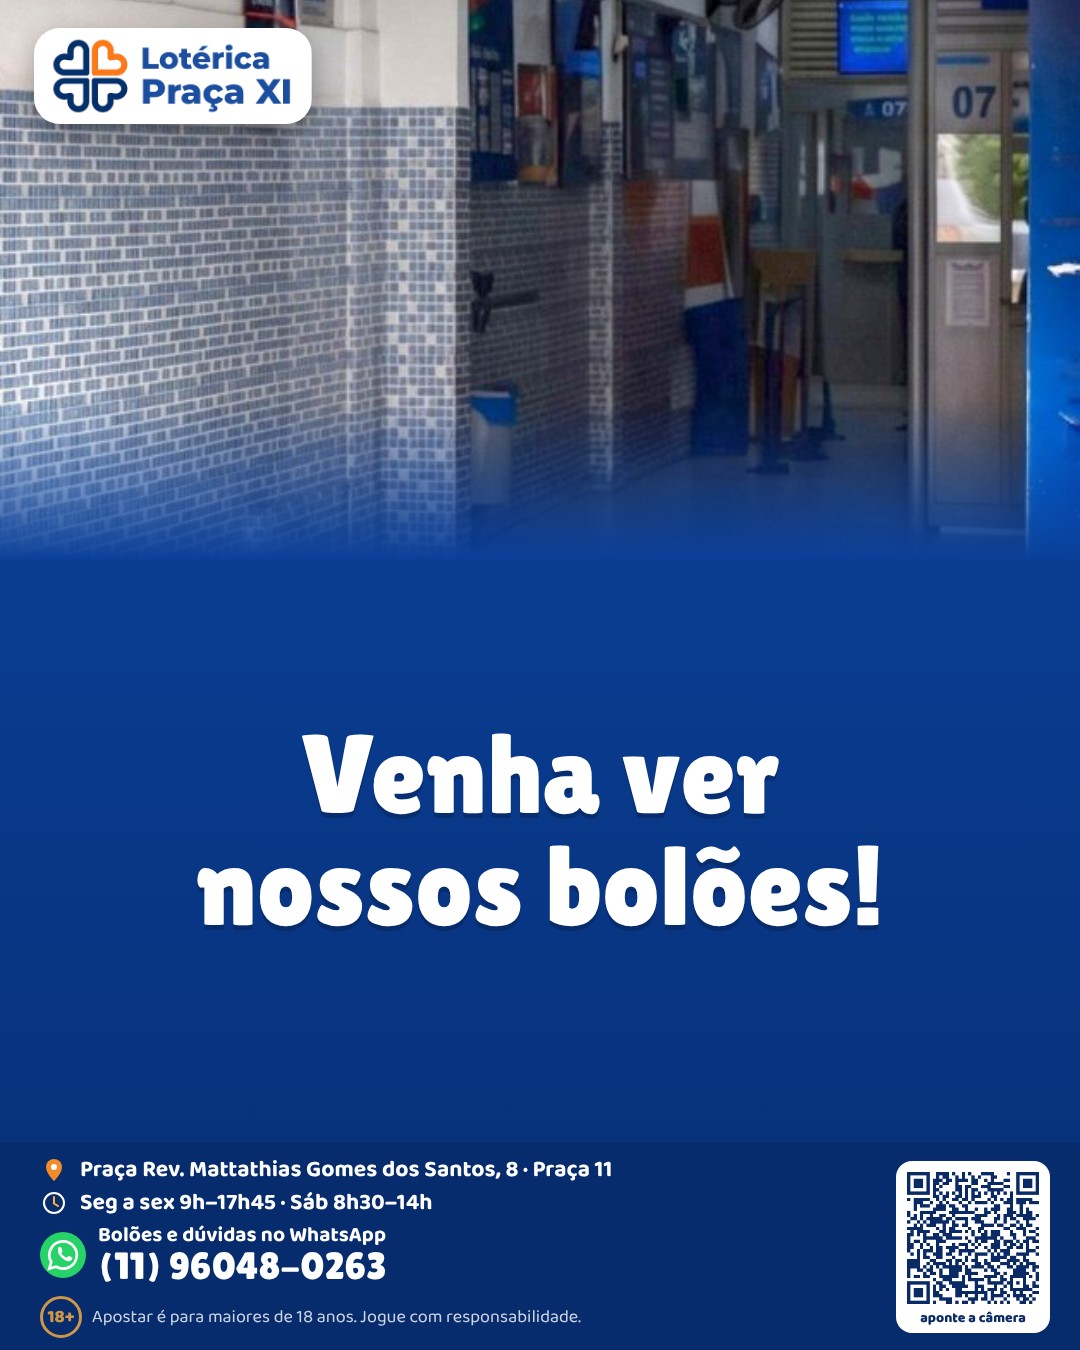 Lotérica
Praça XI
07
07
Venha ver
nossos bolões!
Praça Rev. Mattathias Gomes dos Santos, 8 · Praça 11
Seg a sex 9h–17h45 · Sáb 8h30–14h
Bolões e dúvidas no WhatsApp
(11) 96048–0263
18+ Apostar é para maiores de 18 anos. Jogue com responsabilidade.
aponte a câmera